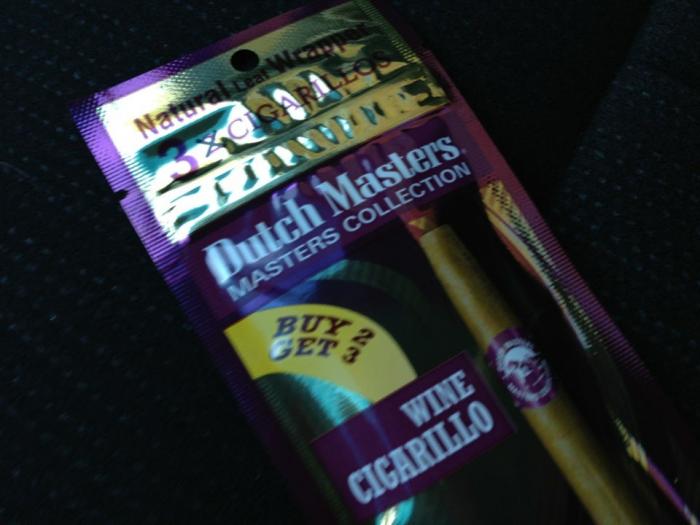 Natural Leaf Wrapper
3 X CIGARILLOS
Dutch Masters.
MASTERS COLLECTION
BUY 2
GET 3
WINE
CIGARILLO